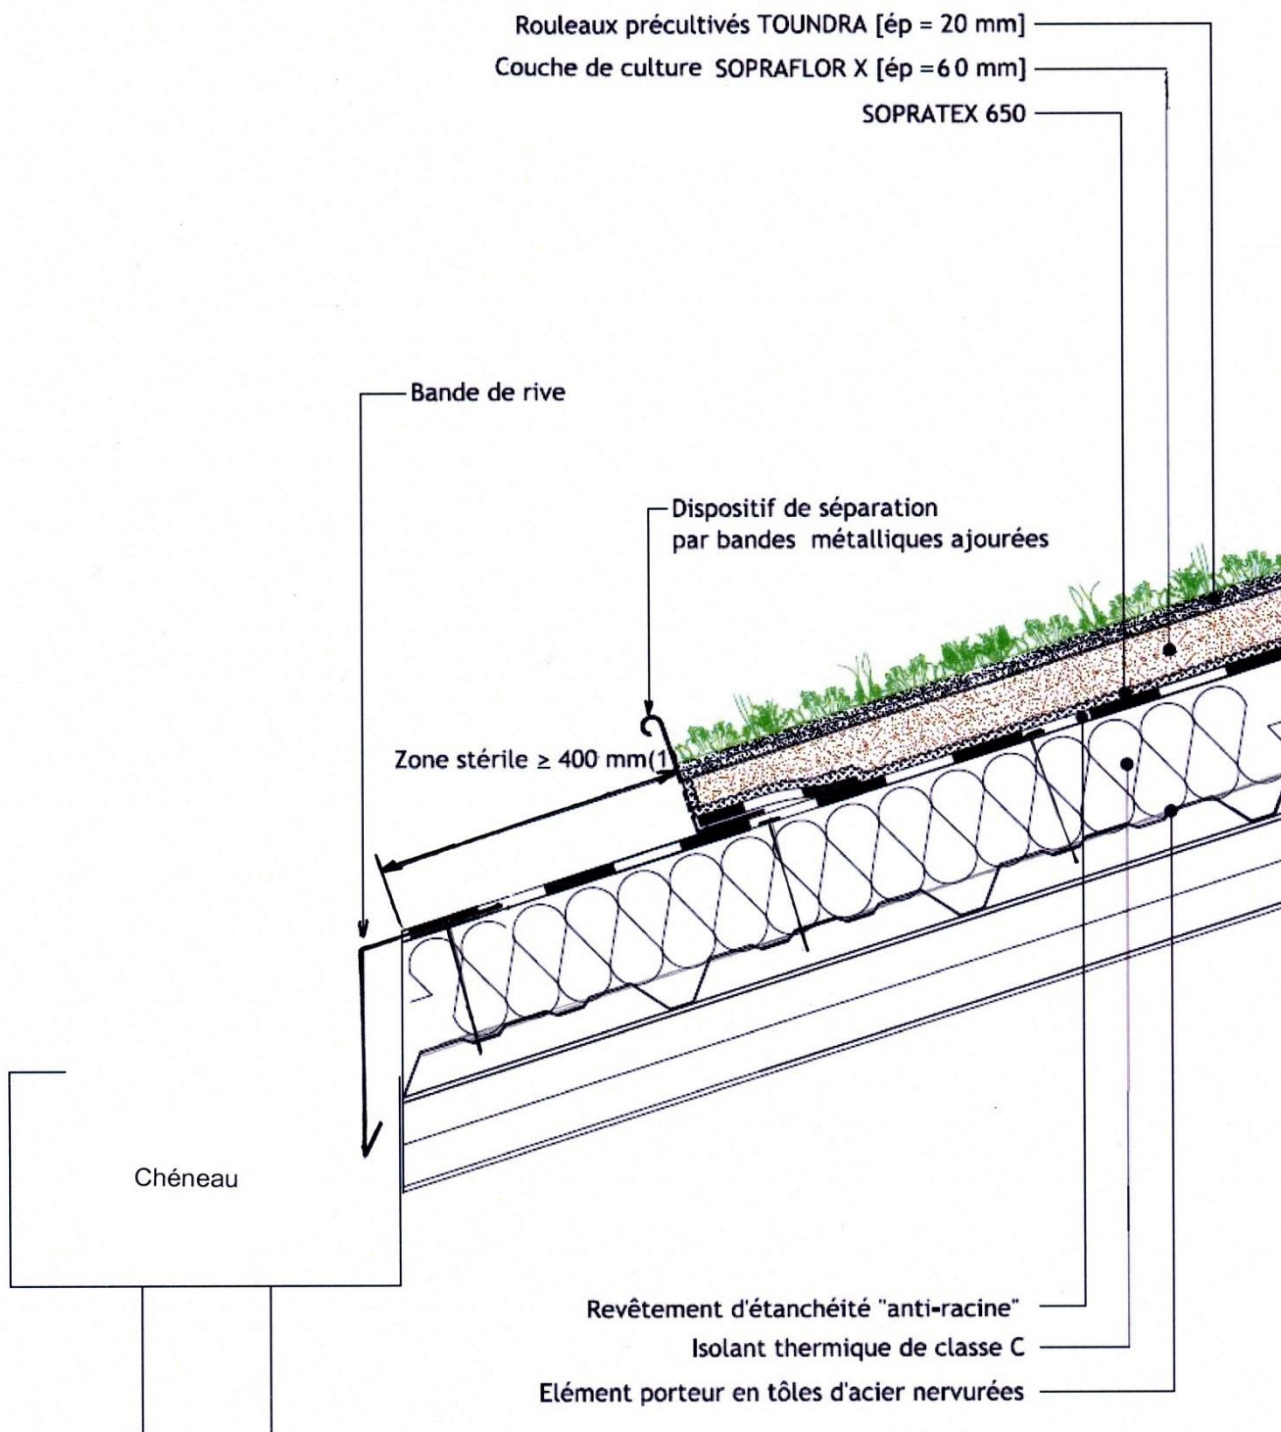 Rouleaux précultivés TOUNDRA [ép = 20 mm]
Couche de culture SOPRAFLOR X [ép =60 mm]
SOPRATEX 650
Bande de rive
Dispositif de séparation
par bandes métalliques ajourées
Zone stérile ≥ 400 mm(1)
Chéneau
Revêtement d'étanchéité "anti-racine"
Isolant thermique de classe C
Elément porteur en tôles d'acier nervurées